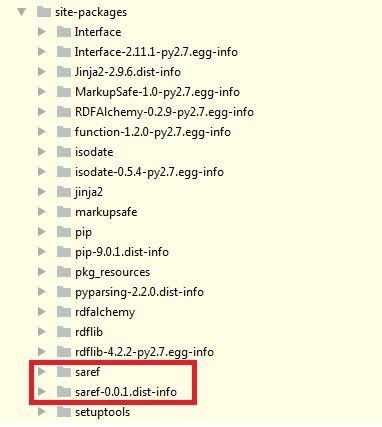 site-packages
Interface
Interface-2.11.1-py2.7.egg-info
Jinja2-2.9.6.dist-info
MarkupSafe-1.0-py2.7.egg-info
RDFAlchemy-0.2.9-py2.7.egg-info
function-1.2.0-py2.7.egg-info
isodate
isodate-0.5.4-py2.7.egg-info
jinja2
markupsafe
pip
pip-9.0.1.dist-info
pkg_resources
pyparsing-2.2.0.dist-info
rdfalchemy
rdflib
rdflib-4.2.2-py2.7.egg-info
saref
saref-0.0.1.dist-info
setuptools